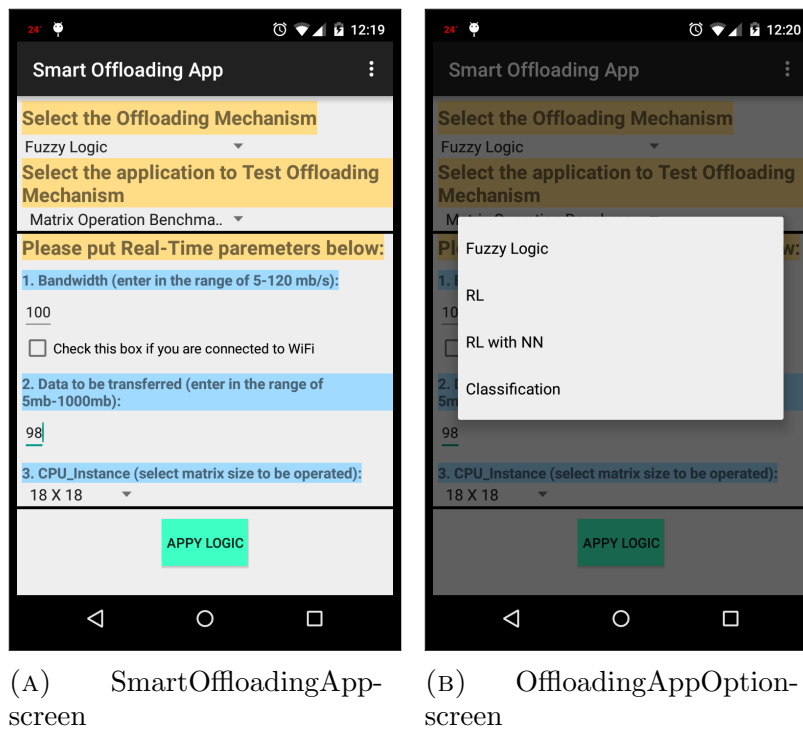 24°
12:19
Smart Offloading App
Select the Offloading Mechanism
Fuzzy Logic
Select the application to Test Offloading
Mechanism
Matrix Operation Benchma..
Please put Real-Time paremeters below:
1. Bandwidth (enter in the range of 5-120 mb/s):
100
Check this box if you are connected to WiFi
2. Data to be transferred (enter in the range of
5mb-1000mb):
98
3. CPU_Instance (select matrix size to be operated):
18 X 18
APPY LOGIC
(A) SmartOffloadingApp-
screen
24°
12:20
Smart Offloading App
Select the Offloading Mechanism
Fuzzy Logic
Select the application to Test Offloading
Mechanism
Fuzzy Logic
RL
RL with NN
Classification
98
3. CPU_Instance (select matrix size to be operated):
18 X 18
APPY LOGIC
(B) OffloadingAppOption-
screen